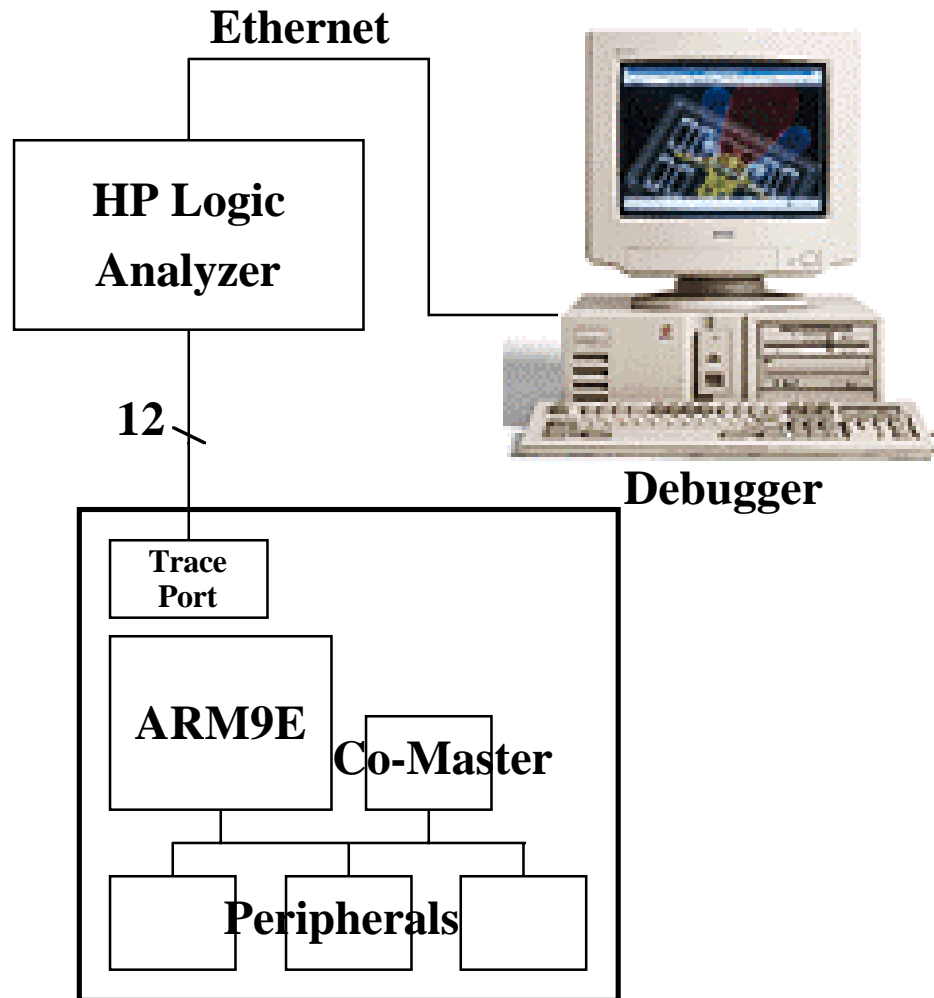 Ethernet
HP Logic
Analyzer
12
Debugger
Trace
Port
ARM9E
Co-Master
Peripherals